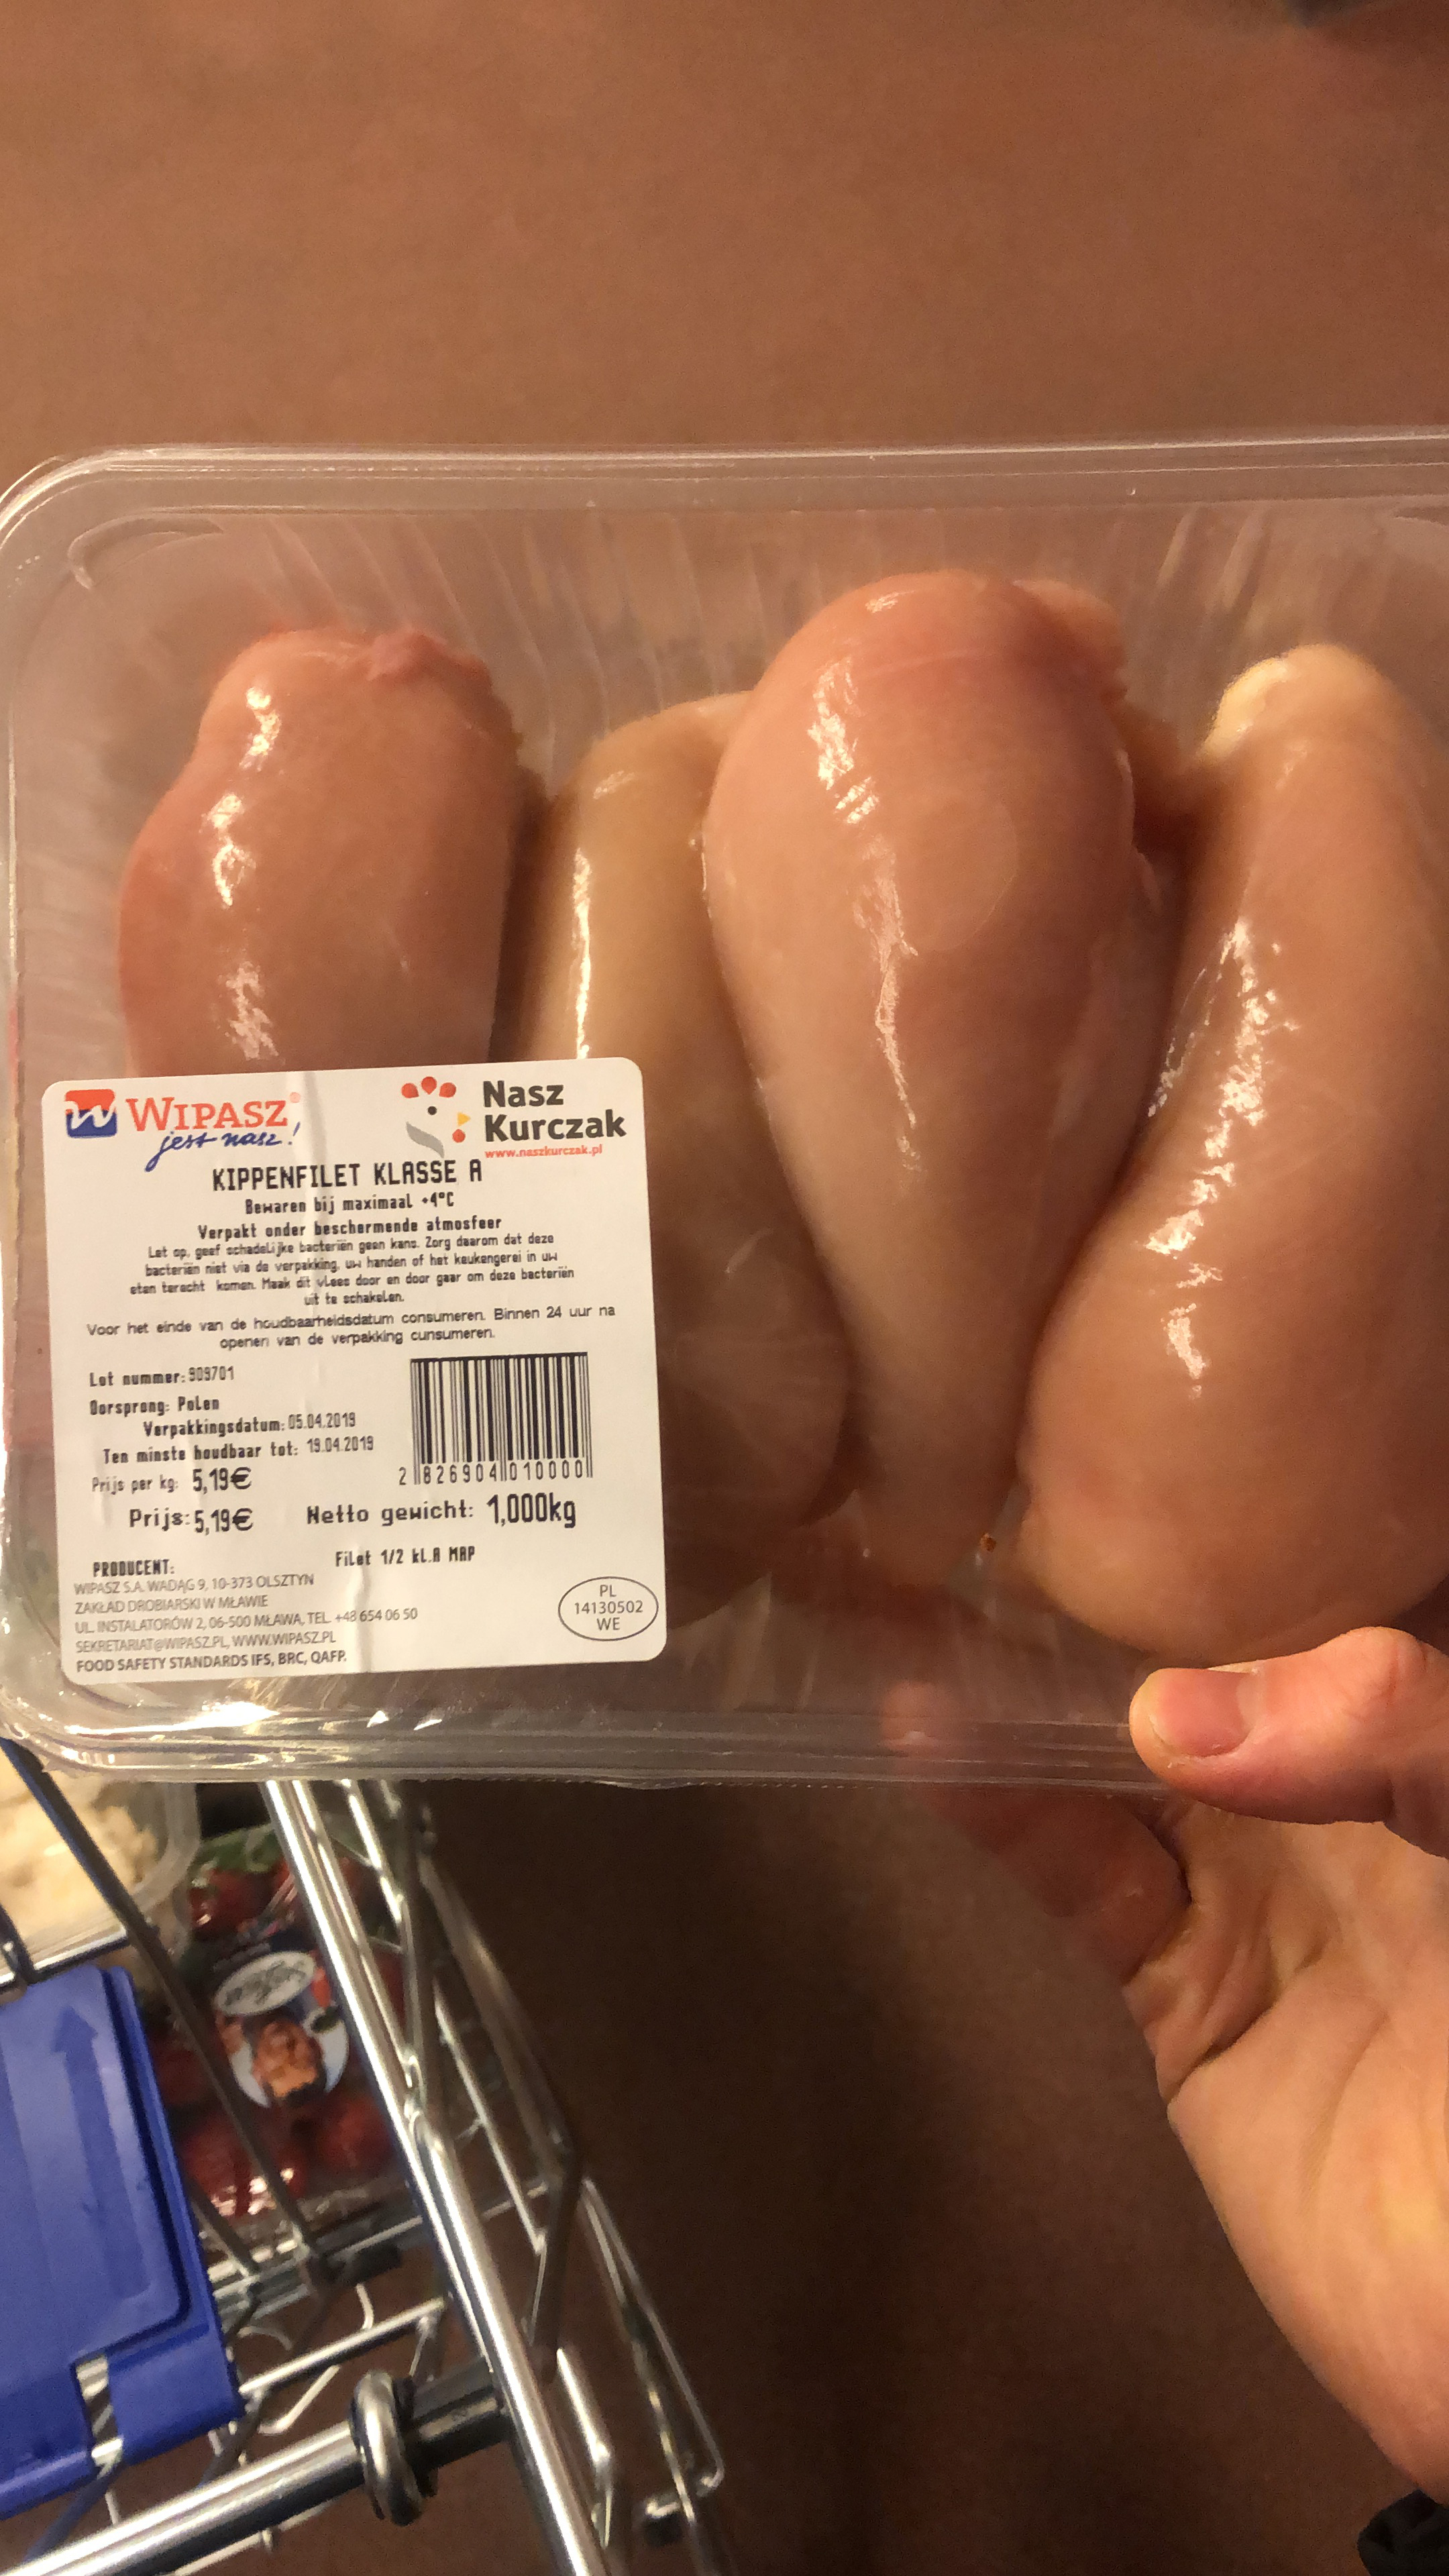 WIPASZ®
jest nasz!
Nasz
Kurczak
www.naszkurczak.pl
KIPPENFILET KLASSE A
Bewaren bij maximaal +4°C
Verpakt onder beschermende atmosfeer
Let op, geef schadelijke bacteriën geen kans. Zorg daarom dat deze
bacteriën niet via de verpakking, uw handen of het keukengerei in uw
eten terecht komen. Maak dit vlees door en door gaar om deze bacteriën
uit te schakelen.
Voor het einde van de houdbaarheidsdatum consumeren. Binnen 24 uur na
openen van de verpakking cunsumeren.
Lot nummer: 909701
Oorsprong: Polen
Verpakkingsdatum: 05.04.2019
Ten minste houdbaar tot: 19.04.2019
Prijs per kg: 5,19€
2 826904 010000
Prijs: 5,19€ Netto gewicht: 1,000kg
Filet 1/2 kl.A MAP
PRODUCENT:
WIPASZ S.A. WADĄG 9, 10-373 OLSZTYN
ZAKŁAD DROBIARSKI W MŁAWIE
UL. INSTALATORÓW 2, 06-500 MŁAWA, TEL. +48 654 06 50
SEKRETARIAT@WIPASZ.PL, WWW.WIPASZ.PL
FOOD SAFETY STANDARDS IFS, BRC, QAFP.
PL
14130502
WE